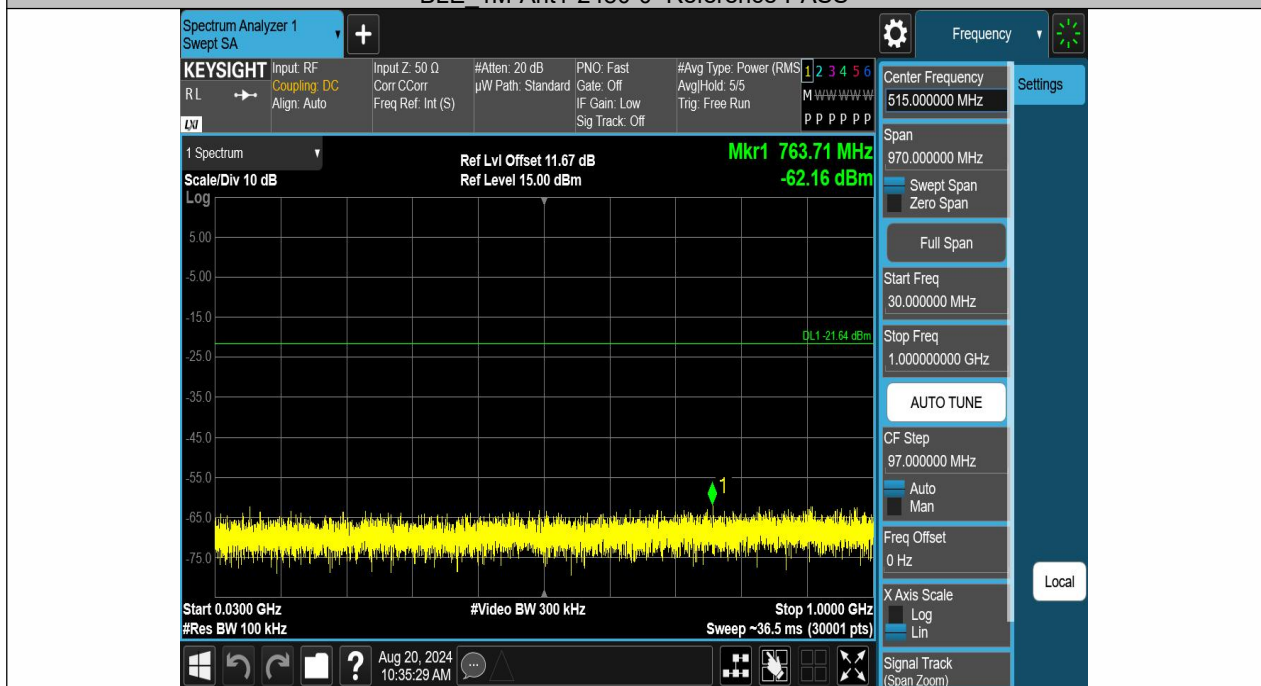 Spectrum Analyzer 1
Swept SA
Frequency
KEYSIGHT
RL
LXI
Input: RF
Coupling: DC
Align: Auto
Input Z: 50 Ω
Corr CCorr
Freq Ref: Int (S)
#Atten: 20 dB
µW Path: Standard
PNO: Fast
Gate: Off
IF Gain: Low
Sig Track: Off
#Avg Type: Power (RMS
Avg|Hold: 5/5
Trig: Free Run
1 2 3 4 5 6
M W W W W W
P P P P P P
1 Spectrum
Scale/Div 10 dB
Log
Ref Lvl Offset 11.67 dB
Ref Level 15.00 dBm
Mkr1 763.71 MHz
-62.16 dBm
5.00
-5.00
-15.0
DL1 -21.64 dBm
-25.0
-35.0
-45.0
-55.0
1
-65.0
-75.0
Start 0.0300 GHz
#Res BW 100 kHz
#Video BW 300 kHz
Stop 1.0000 GHz
Sweep ~36.5 ms (30001 pts)
?
Aug 20, 2024
10:35:29 AM
Center Frequency
515.000000 MHz
Span
970.000000 MHz
Swept Span
Zero Span
Full Span
Start Freq
30.000000 MHz
Stop Freq
1.000000000 GHz
AUTO TUNE
CF Step
97.000000 MHz
Auto
Man
Freq Offset
0 Hz
X Axis Scale
Log
Lin
Signal Track
(Span Zoom)
Settings
Local